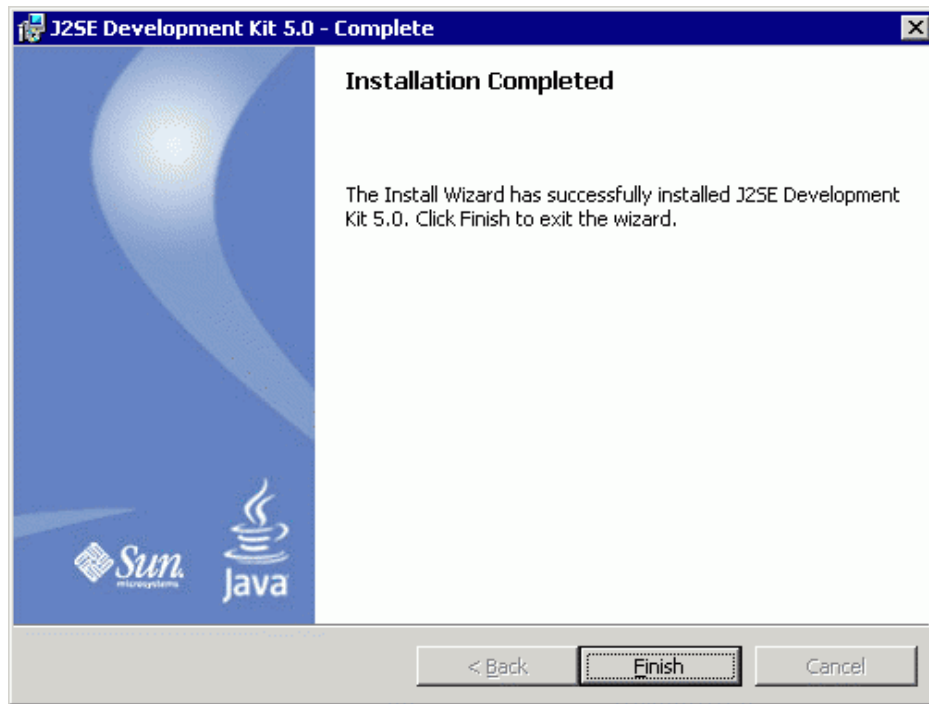 J2SE Development Kit 5.0 - Complete
Installation Completed
The Install Wizard has successfully installed J2SE Development
Kit 5.0. Click Finish to exit the wizard.
Sun
microsystems
Java
< Back
Finish
Cancel